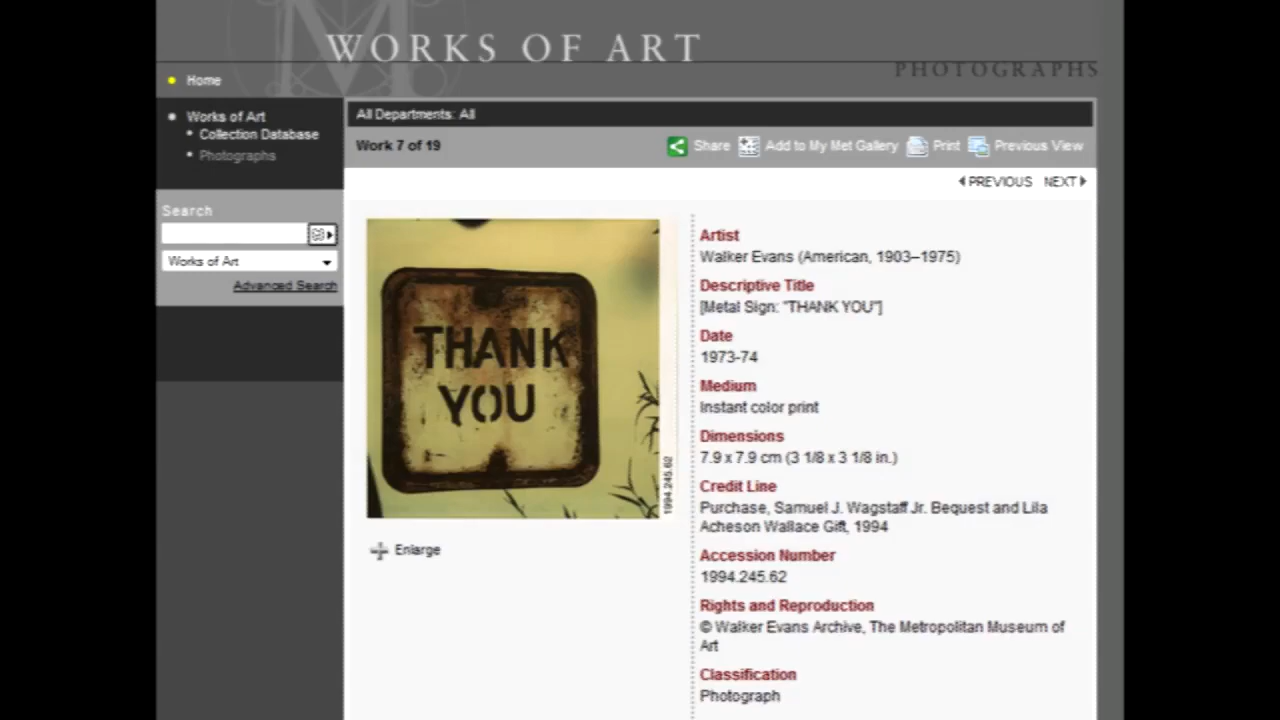 WORKS OF ART
PHOTOGRAPHS
Home
Works of Art
Collection Database
Photographs
Search
Works of Art
Advanced Search
All Departments: All
Work 7 of 19
Share
Add to My Met Gallery
Print
Previous View
PREVIOUS NEXT
THANK
YOU
1994.245.62
Enlarge
Artist
Walker Evans (American, 1903–1975)
Descriptive Title
[Metal Sign: "THANK YOU"]
Date
1973-74
Medium
Instant color print
Dimensions
7.9 x 7.9 cm (3 1/8 x 3 1/8 in.)
Credit Line
Purchase, Samuel J. Wagstaff Jr. Bequest and Lila
Acheson Wallace Gift, 1994
Accession Number
1994.245.62
Rights and Reproduction
© Walker Evans Archive, The Metropolitan Museum of
Art
Classification
Photograph